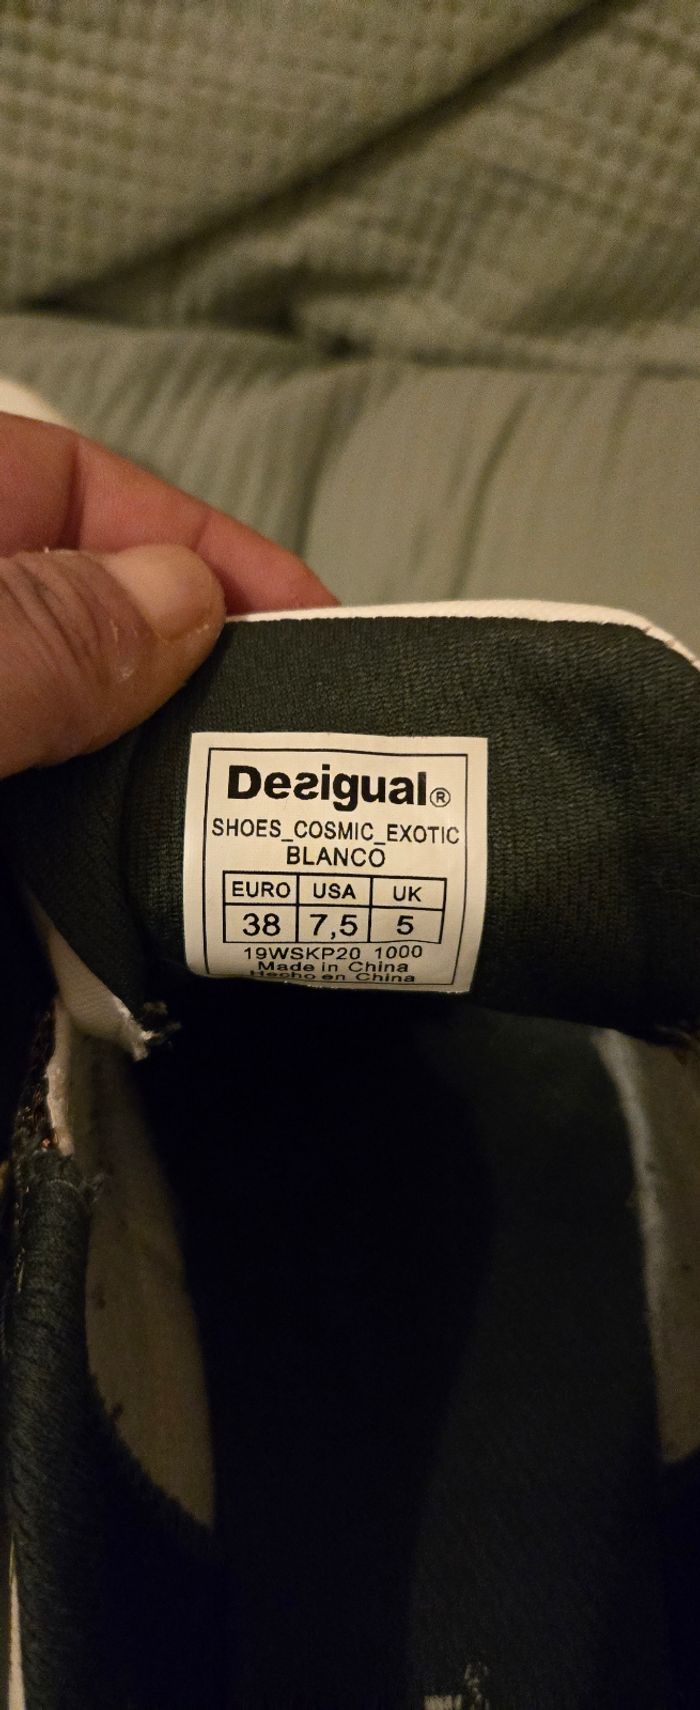 Desigual®
SHOES_COSMIC_EXOTIC
BLANCO
EURO USA UK
38 7,5 5
19WSKP20 1000
Made in China
Hecho en China